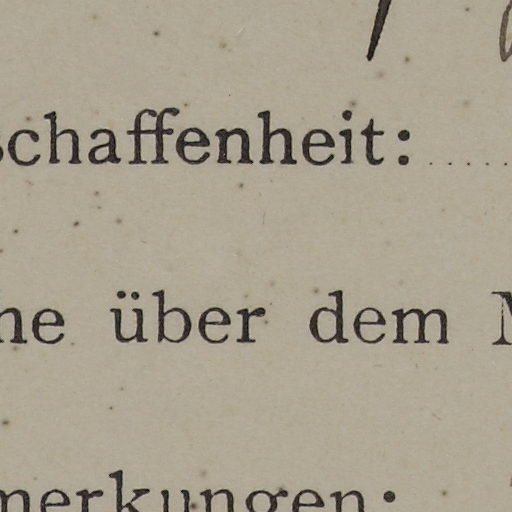 schaffenheit:
ne über dem
merkungen: